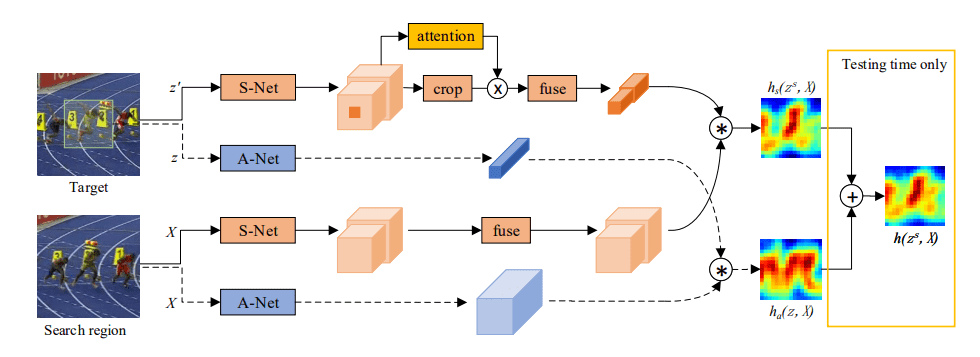 attention
Testing time only
z'
S-Net
crop
x
fuse
h_s(z^s, X)
*
z
A-Net
Target
+
h(z^s, X)
X
S-Net
fuse
*
X
A-Net
h_a(z, X)
Search region